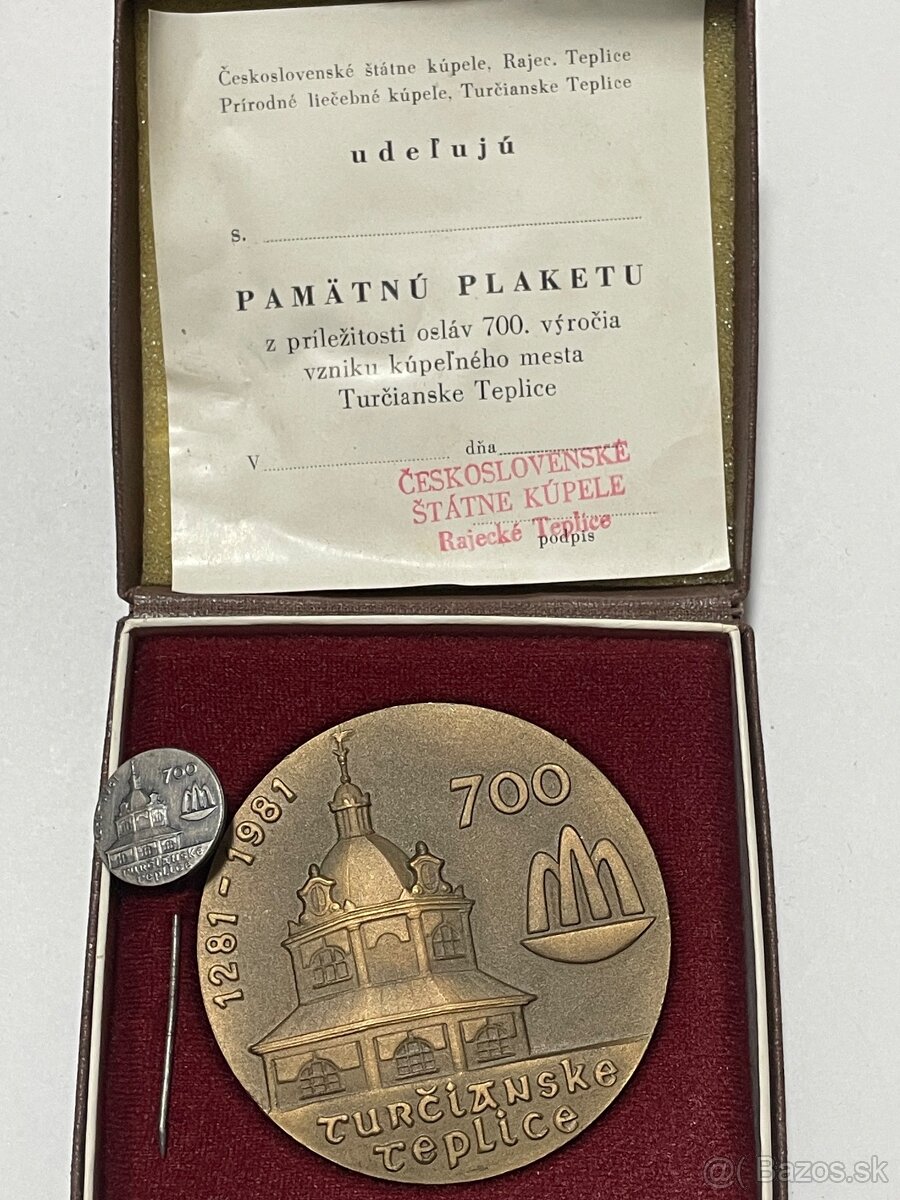 Československé štátne kúpele, Rajec. Teplice
Prírodné liečebné kúpele, Turčianske Teplice
udeľujú
s.
PAMÄTNÚ PLAKETU
z príležitosti osláv 700. výročia
vzniku kúpeľného mesta
Turčianske Teplice
V dňa
ČESKOSLOVENSKÉ
ŠTÁTNE KÚPELE
Rajecké Teplice
podpis
700
TURČIANSKE
TEPLICE
1281-1981
700
TURČIANSKE
TEPLICE
@( Bazos.sk